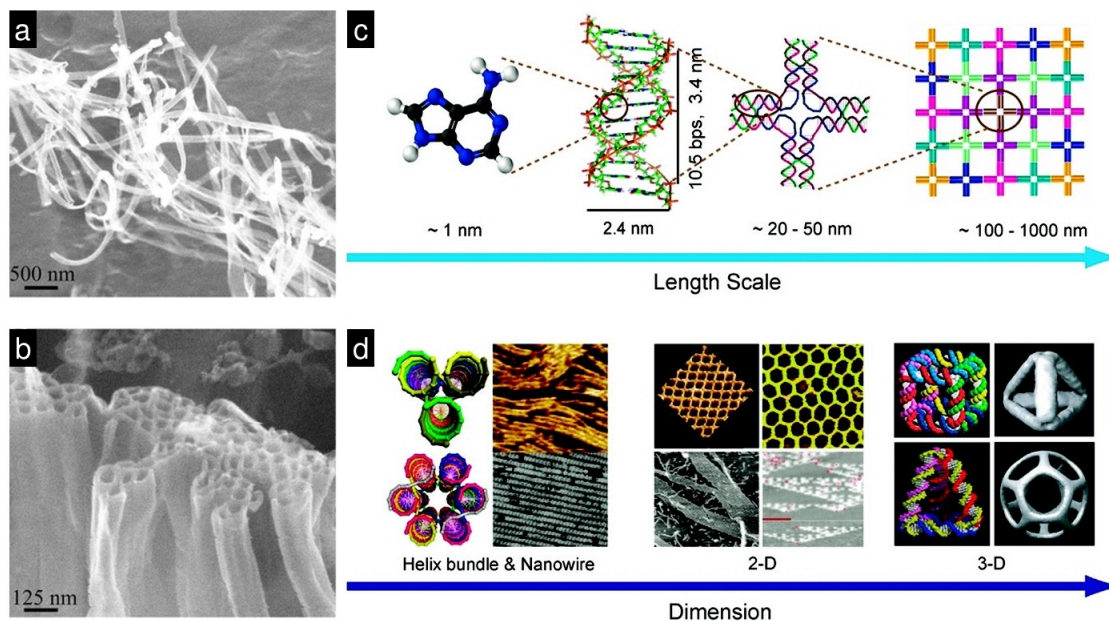 a
500 nm
b
125 nm
c
10.5 bps, 3.4 nm
~ 1 nm
2.4 nm
~ 20 - 50 nm
~ 100 - 1000 nm
Length Scale
d
Helix bundle & Nanowire
2-D
3-D
Dimension